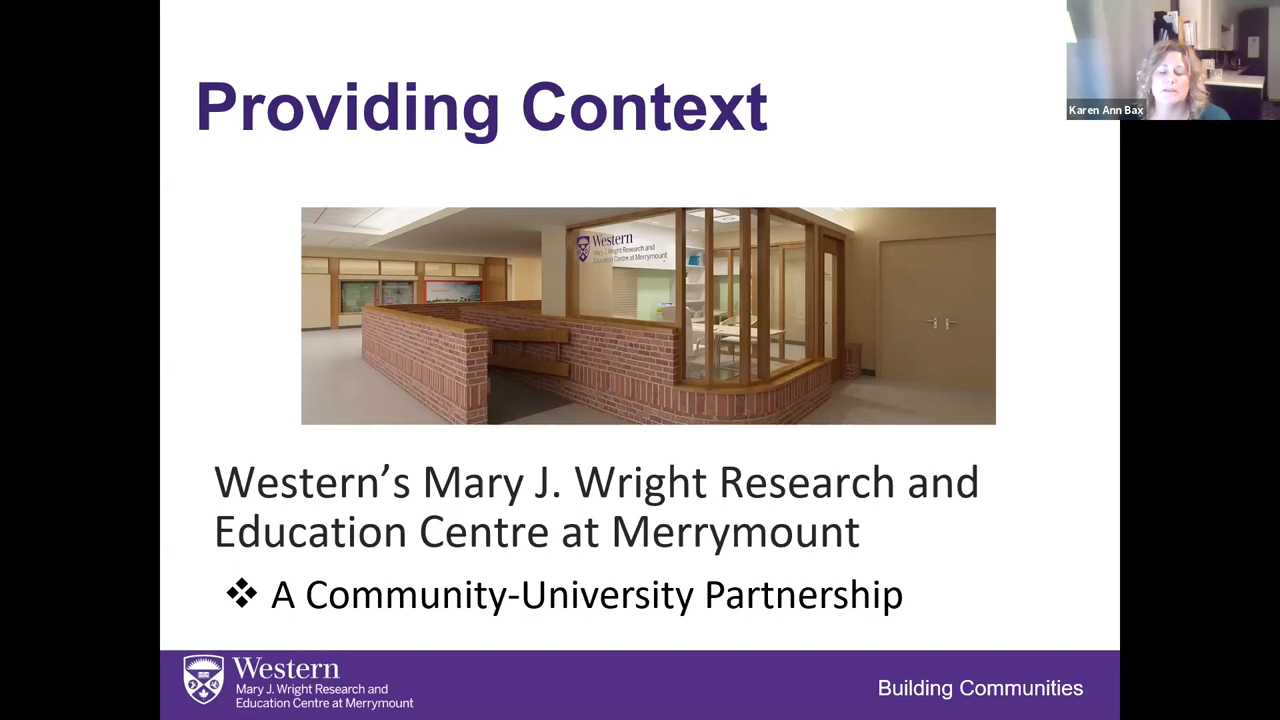 Providing Context
Karen Ann Bax
Western
Mary J. Wright Research and
Education Centre at Merrymount
Western’s Mary J. Wright Research and
Education Centre at Merrymount
❖ A Community-University Partnership
Western
Mary J. Wright Research and
Education Centre at Merrymount
Building Communities